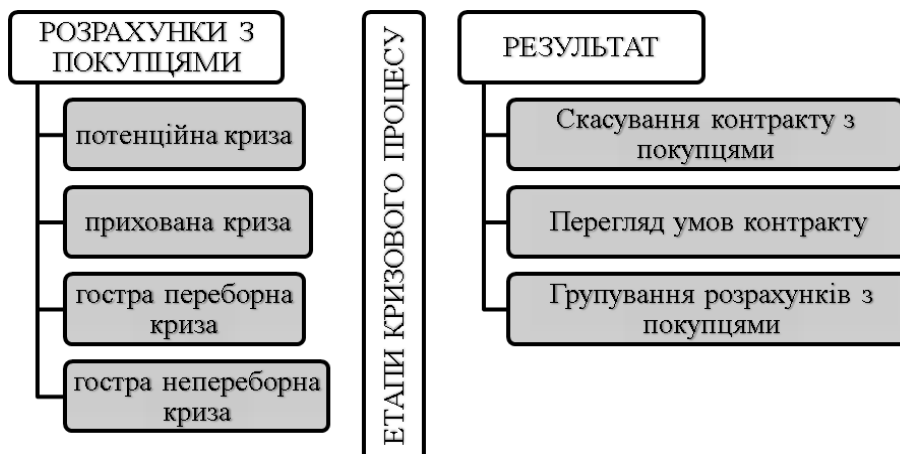 РОЗРАХУНКИ З
ПОКУПЦЯМИ
потенційна криза
прихована криза
гостра переборна
криза
гостра непереборна
криза
ЕТАПИ КРИЗОВОГО ПРОЦЕСУ
РЕЗУЛЬТАТ
Скасування контракту з
покупцями
Перегляд умов контракту
Групування розрахунків з
покупцями